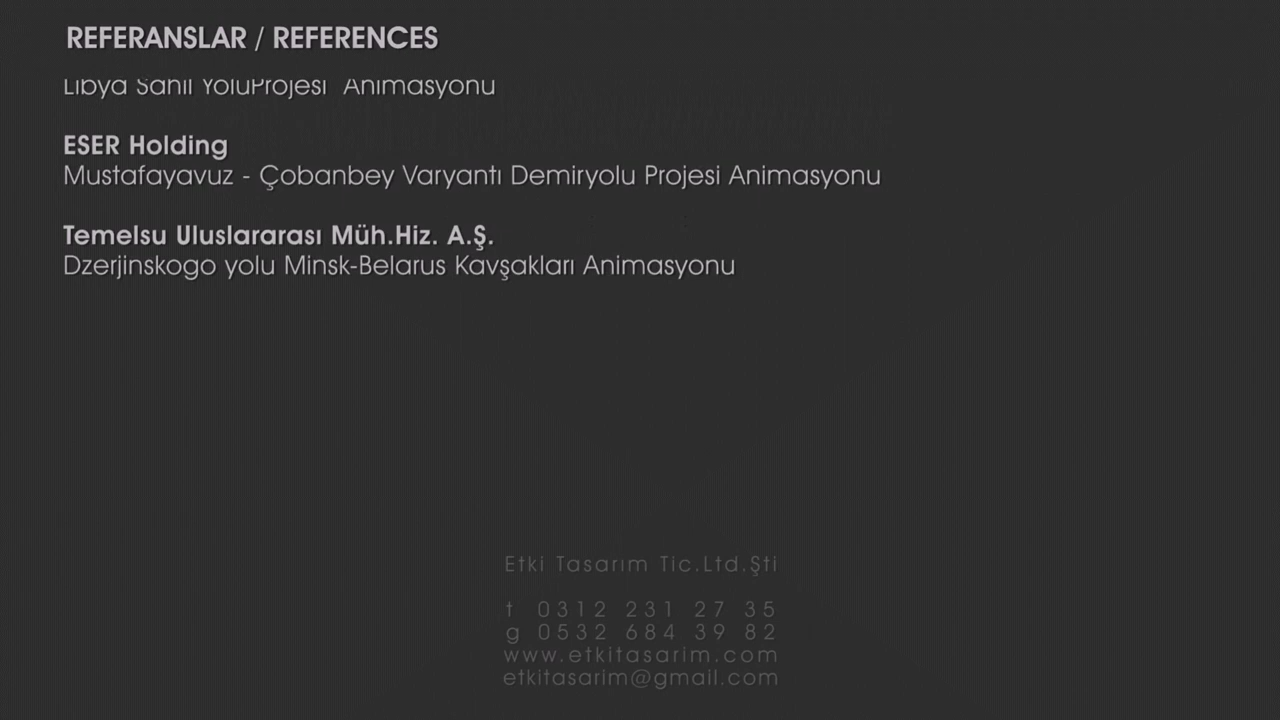 REFERANSLAR / REFERENCES
Libya Sahil YoluProjesi Animasyonu
ESER Holding
Mustafayavuz - Çobanbey Varyantı Demiryolu Projesi Animasyonu
Temelsu Uluslararası Müh.Hiz. A.Ş.
Dzerjinskogo yolu Minsk-Belarus Kavşakları Animasyonu
Etki Tasarım Tic.Ltd.Şti
t 0312 231 27 35
g 0532 684 39 82
www.etkitasarim.com
etkitasarim@gmail.com